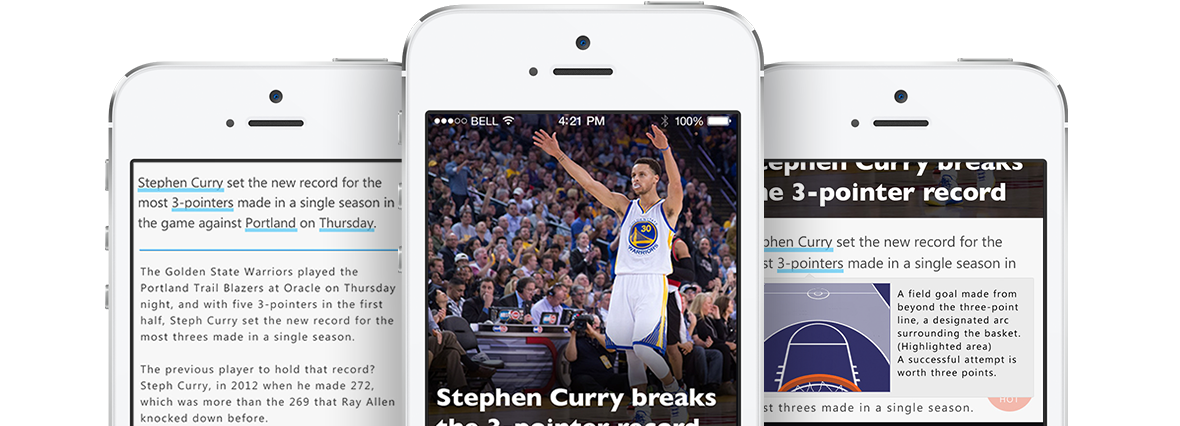 Stephen Curry set the new record for the
most 3-pointers made in a single season in
the game against Portland on Thursday.
The Golden State Warriors played the
Portland Trail Blazers at Oracle on Thursday
night, and with five 3-pointers in the first
half, Steph Curry set the new record for the
most threes made in a single season.
The previous player to hold that record?
Steph Curry, in 2012 when he made 272,
which was more than the 269 that Ray Allen
knocked down before.
BELL 4:21 PM 100%
30
WARRIORS
Stephen Curry breaks
the 3-pointer record
ephen Curry breaks
he 3-pointer record
phen Curry set the new record for the
st 3-pointers made in a single season in
A field goal made from
beyond the three-point
line, a designated arc
surrounding the basket.
(Highlighted area)
A successful attempt is
worth three points.
HOT
st threes made in a single season.